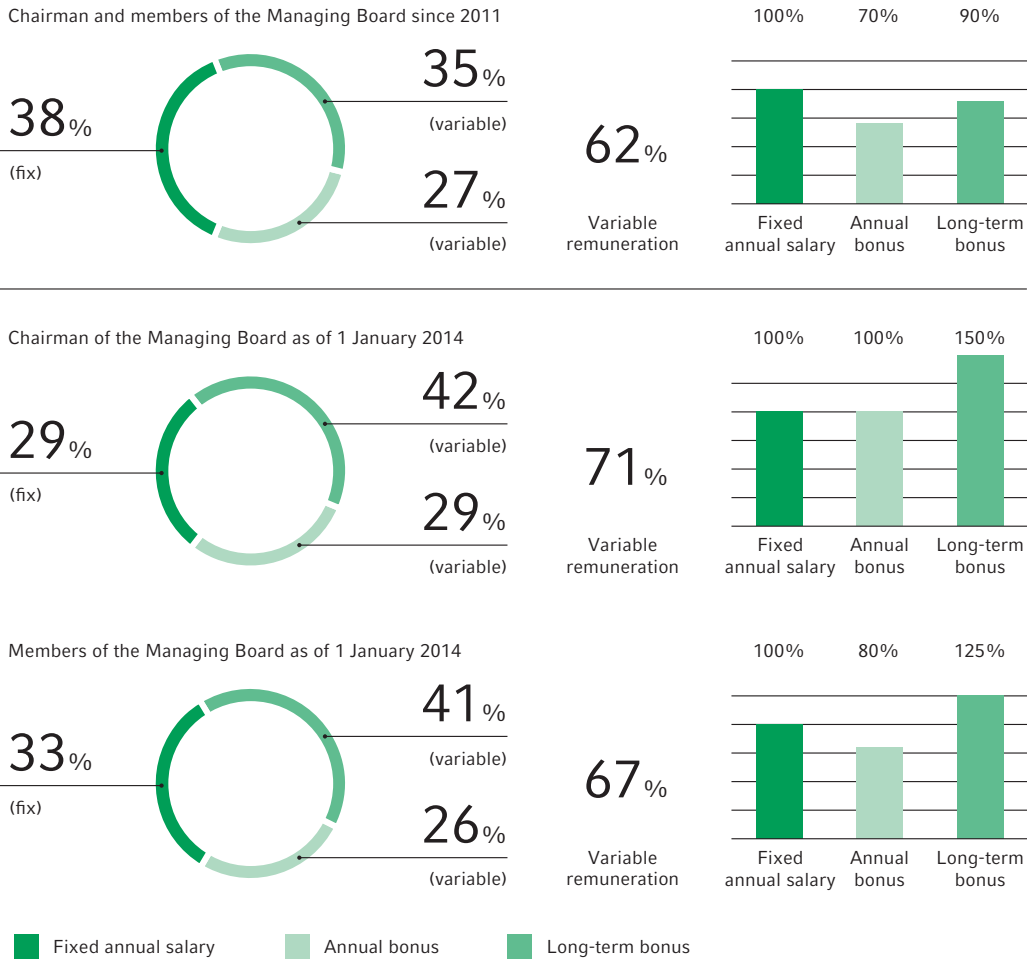 Chairman and members of the Managing Board since 2011
38%
(fix)
35%
(variable)
27%
(variable)
62%
Variable
remuneration
100% 70% 90%
Fixed
annual salary
Annual
bonus
Long-term
bonus
Chairman of the Managing Board as of 1 January 2014
29%
(fix)
42%
(variable)
29%
(variable)
71%
Variable
remuneration
100% 100% 150%
Fixed
annual salary
Annual
bonus
Long-term
bonus
Members of the Managing Board as of 1 January 2014
33%
(fix)
41%
(variable)
26%
(variable)
67%
Variable
remuneration
100% 80% 125%
Fixed
annual salary
Annual
bonus
Long-term
bonus
Fixed annual salary
Annual bonus
Long-term bonus